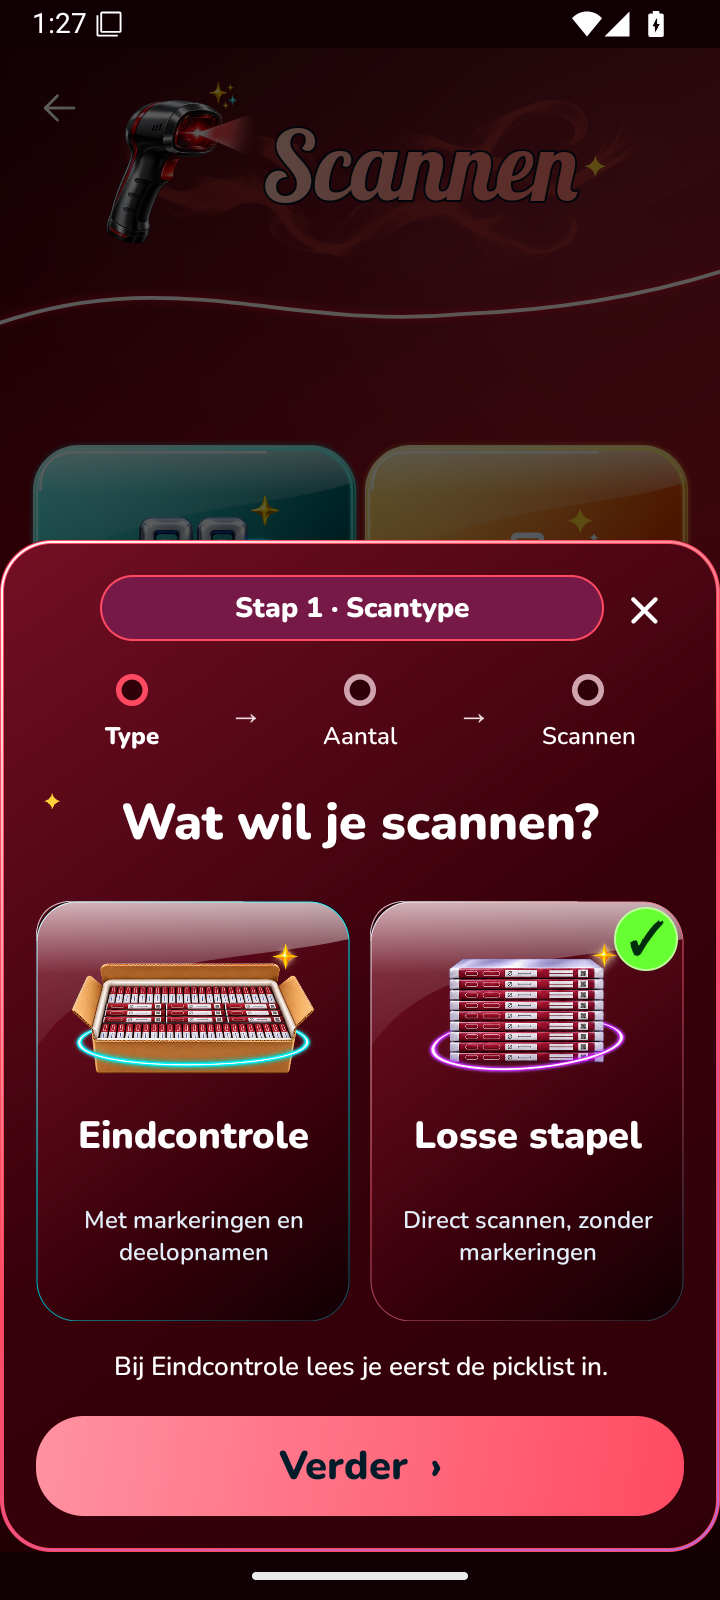 1:27
Scannen
Stap 1 · Scantype
Type
→
Aantal
→
Scannen
Wat wil je scannen?
Eindcontrole
Met markeringen en
deelopnamen
Losse stapel
Direct scannen, zonder
markeringen
Bij Eindcontrole lees je eerst de picklist in.
Verder ›